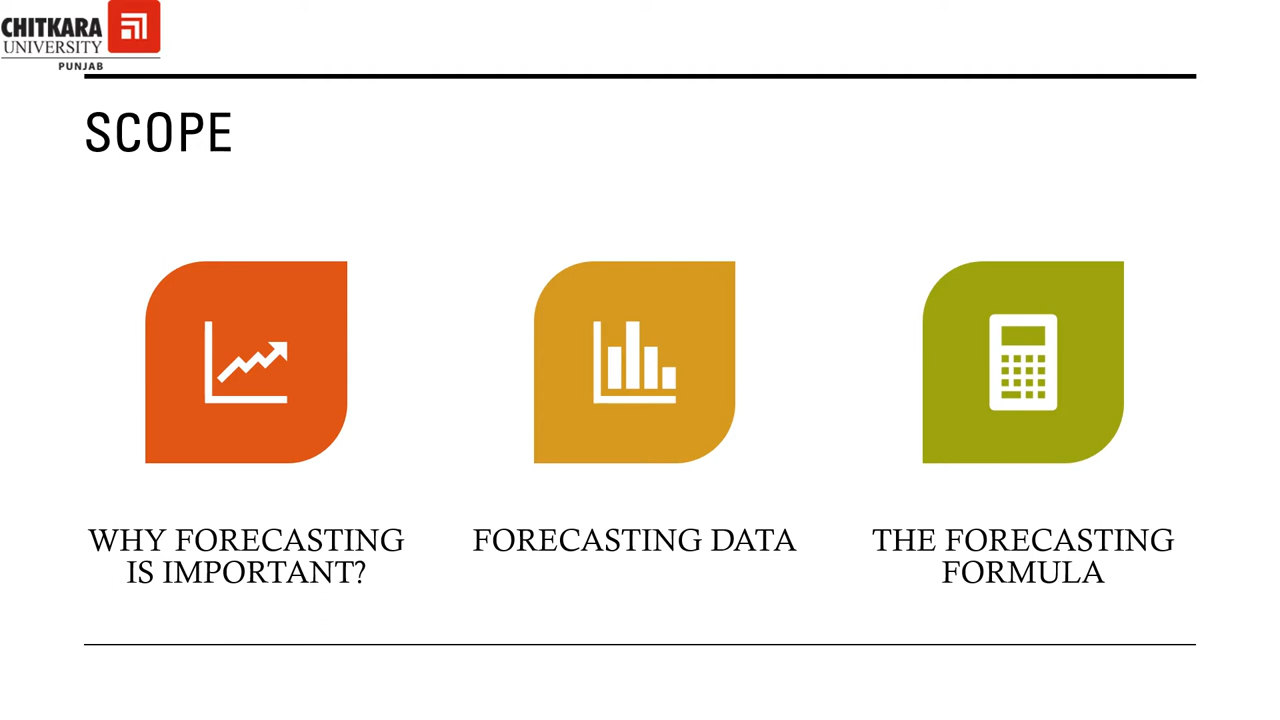 CHITKARA
UNIVERSITY
PUNJAB
SCOPE
WHY FORECASTING
IS IMPORTANT?
FORECASTING DATA
THE FORECASTING
FORMULA